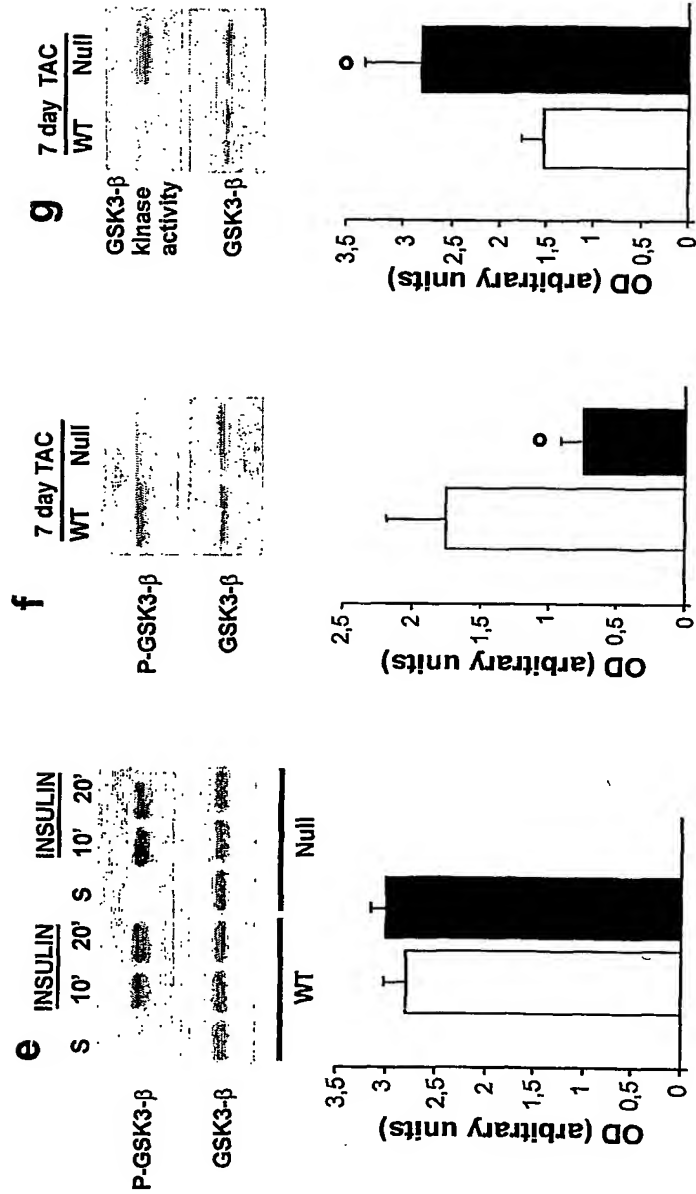 e
INSULIN INSULIN
S 10' 20' S 10' 20'
P-GSK3-β
GSK3-β
WT Null
OD (arbitrary units)
3,5
3
2,5
2
1,5
1
0,5
0
f
7 day TAC
WT Null
P-GSK3-β
GSK3-β
OD (arbitrary units)
2,5
2
1,5
1
0,5
0
g
7 day TAC
WT Null
GSK3-β
kinase
activity
GSK3-β
OD (arbitrary units)
3,5
3
2,5
2
1,5
1
0,5
0